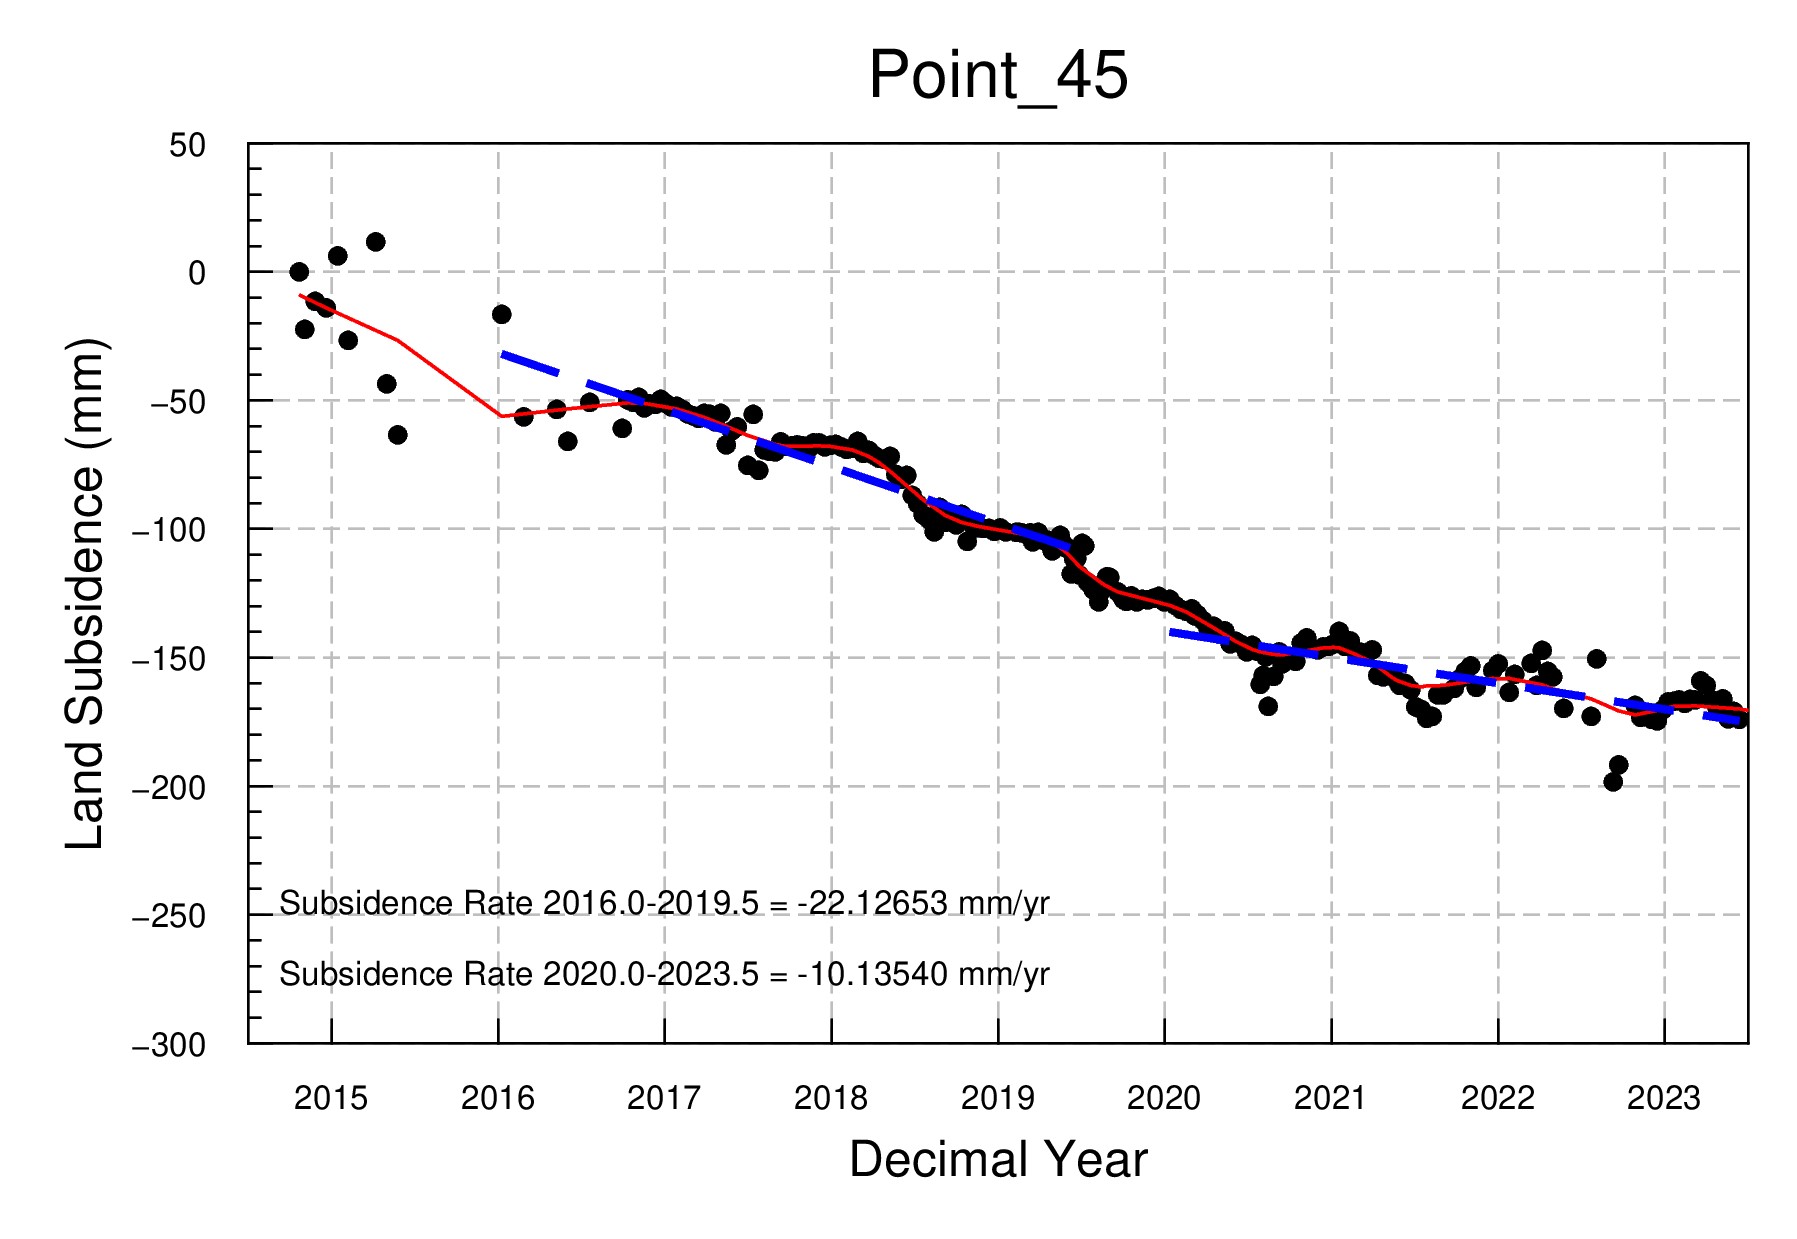 Point_45
50
0
−50
−100
−150
−200
−250
−300
Land Subsidence (mm)
Subsidence Rate 2016.0-2019.5 = -22.12653 mm/yr
Subsidence Rate 2020.0-2023.5 = -10.13540 mm/yr
2015 2016 2017 2018 2019 2020 2021 2022 2023
Decimal Year